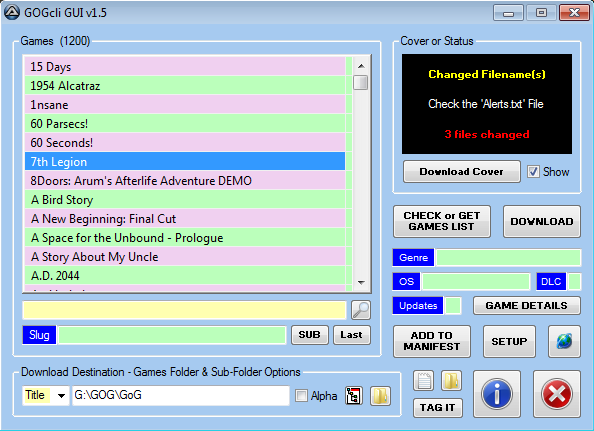 GOGcli GUI v1.5
Games (1200)
15 Days
1954 Alcatraz
1nsane
60 Parsecs!
60 Seconds!
7th Legion
8Doors: Arum's Afterlife Adventure DEMO
A Bird Story
A New Beginning: Final Cut
A Space for the Unbound - Prologue
A Story About My Uncle
A.D. 2044
Slug
SUB
Last
Cover or Status
Changed Filename(s)
Check the 'Alerts.txt' File
3 files changed
Download Cover
Show
CHECK or GET
GAMES LIST
DOWNLOAD
Genre
OS
DLC
Updates
GAME DETAILS
ADD TO
MANIFEST
SETUP
Download Destination - Games Folder & Sub-Folder Options
Title
G:\GOG\GoG
Alpha
TAG IT